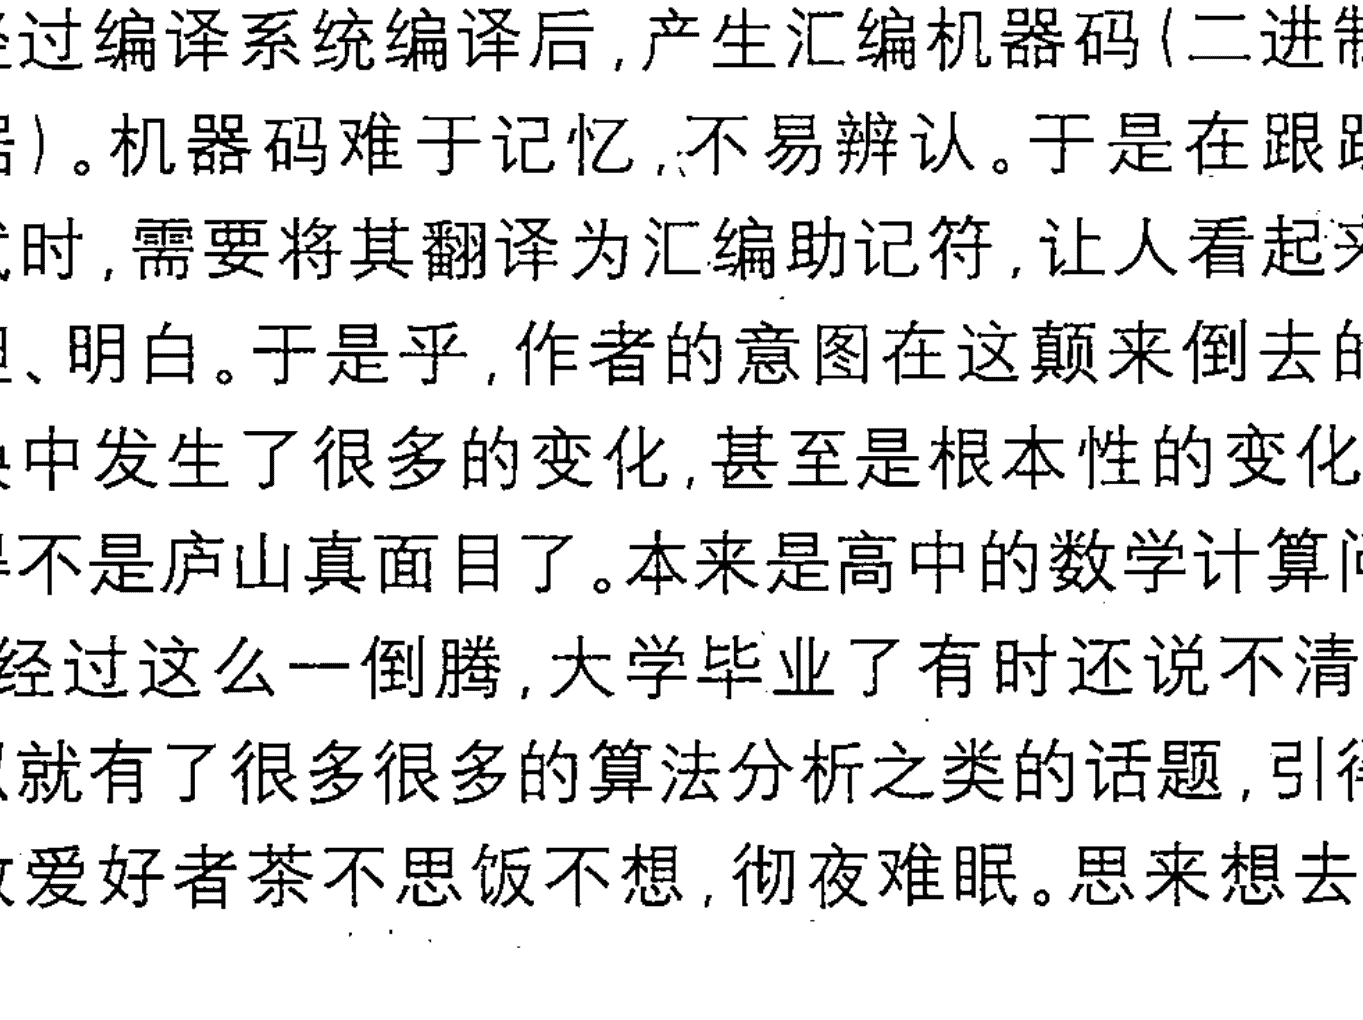 经过编译系统编译后,产生汇编机器码(二进制
)。机器码难于记忆,不易辨认。于是在跟踪
时,需要将其翻译为汇编助记符,让人看起来
、明白。于是乎,作者的意图在这颠来倒去的
中发生了很多的变化,甚至是根本性的变化
不是庐山真面目了。本来是高中的数学计算问
经过这么一倒腾,大学毕业了有时还说不清
就有了很多很多的算法分析之类的话题,引得
爱好者茶不思饭不想,彻夜难眠。思来想去